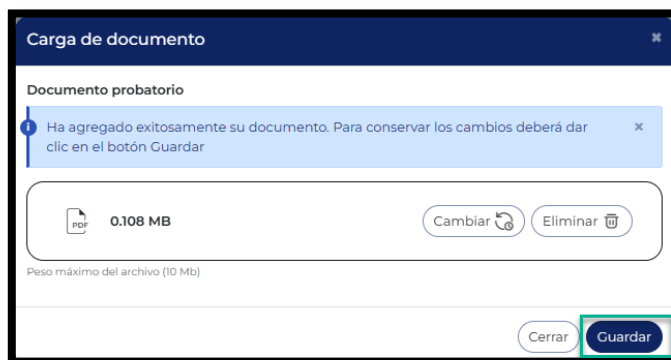 Carga de documento
Documento probatorio
Ha agregado exitosamente su documento. Para conservar los cambios deberá dar
clic en el botón Guardar
PDF 0.108 MB Cambiar Eliminar
Peso máximo del archivo (10 Mb)
Cerrar Guardar